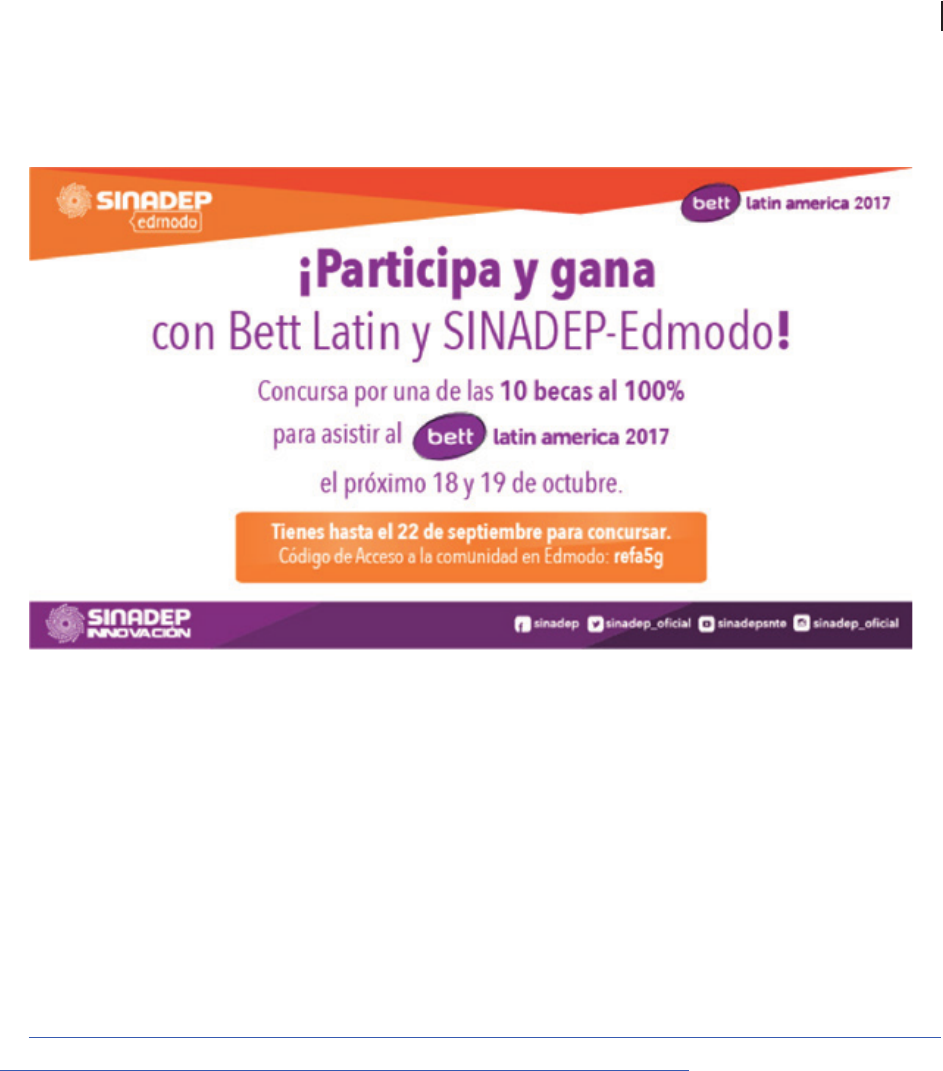 SINADEP
edmodo
bett latin america 2017
¡Participa y gana
con Bett Latin y SINADEP-Edmodo!
Concursa por una de las 10 becas al 100%
para asistir al bett latin america 2017
el próximo 18 y 19 de octubre.
Tienes hasta el 22 de septiembre para concursar.
Código de Acceso a la comunidad en Edmodo: refa5g
SINADEP
INNOVACIÓN
sinadep sinadep_oficial sinadepsnte sinadep_oficial